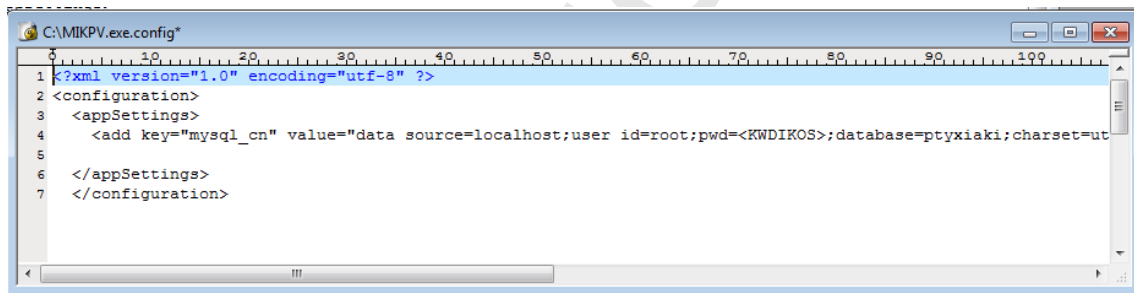 C:\MIKPV.exe.config*
0 10 20 30 40 50 60 70 80 90 100
1 <?xml version="1.0" encoding="utf-8" ?>
2 <configuration>
3 <appSettings>
4 <add key="mysql_cn" value="data source=localhost;user id=root;pwd=<KWDIKOS>;database=ptyxiaki;charset=ut
5
6 </appSettings>
7 </configuration>